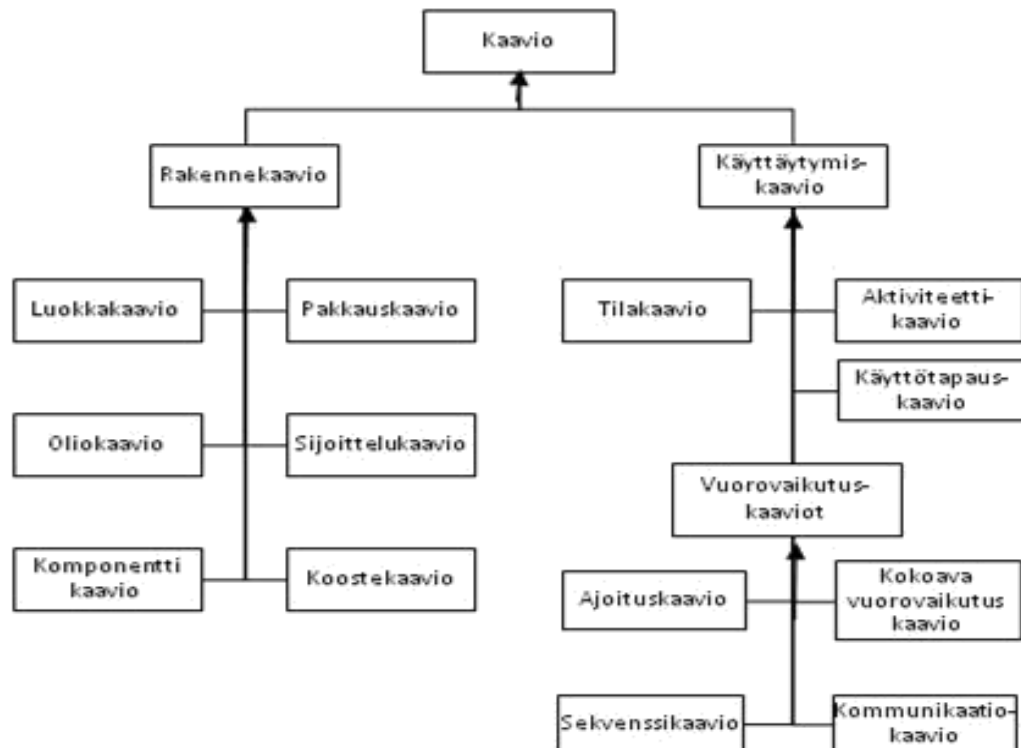 Kaavio
Rakennekaavio
Käyttäytymis-
kaavio
Luokkakaavio
Pakkauskaavio
Tilakaavio
Aktiviteetti-
kaavio
Käyttötapaus-
kaavio
Oliokaavio
Sijoittelukaavio
Vuorovaikutus-
kaaviot
Komponentti
kaavio
Koostekaavio
Ajoituskaavio
Kokoava
vuorovaikutus
kaavio
Sekvenssikaavio
Kommunikaatio-
kaavio